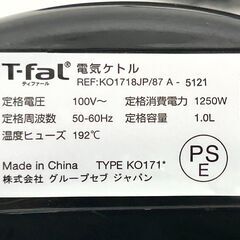 T-fal 電気ケトル
ティファール REF:KO1718JP/87 A - 5121
定格電圧 100V~ 定格消費電力 1250W
定格周波数 50-60Hz 定格容量 1.0L
温度ヒューズ 192℃
Made in China TYPE KO171*
株式会社 グループセブ ジャパン
PS
E